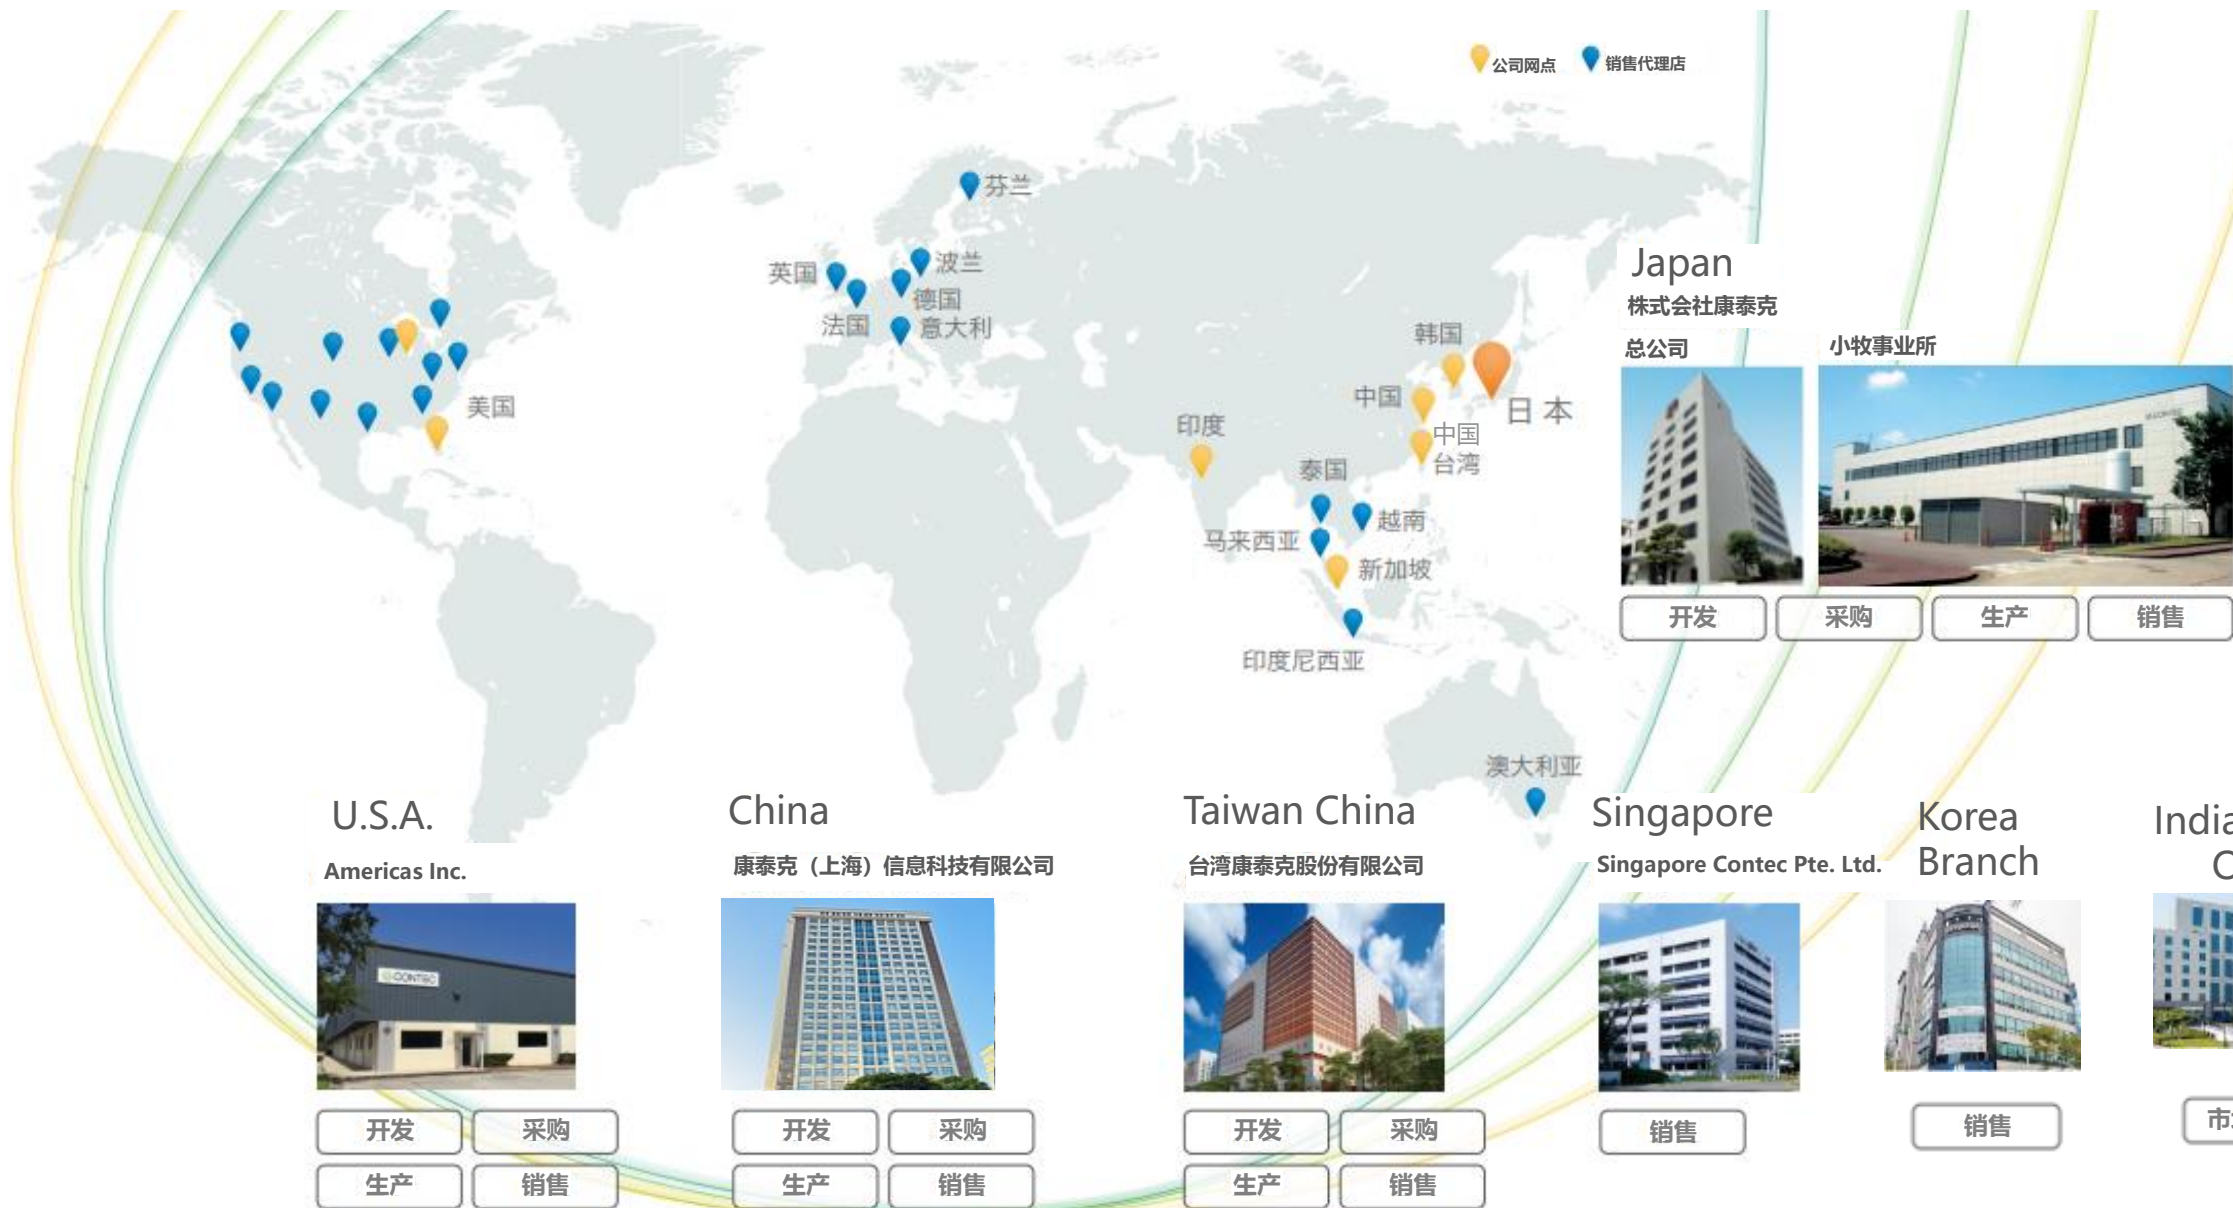 公司网点 销售代理店
芬兰
英国
波兰
德国
法国
意大利
美国
韩国
日本
中国
中国
台湾
印度
泰国
越南
马来西亚
新加坡
印度尼西亚
澳大利亚
Japan
株式会社康泰克
总公司 小牧事业所
CONTEC
开发 采购 生产 销售
U.S.A.
Americas Inc.
CONTEC
开发 采购
生产 销售
China
康泰克（上海）信息科技有限公司
开发 采购
生产 销售
Taiwan China
台湾康泰克股份有限公司
开发 采购
生产 销售
Singapore
Singapore Contec Pte. Ltd.
销售
Korea
Branch
销售
India
市